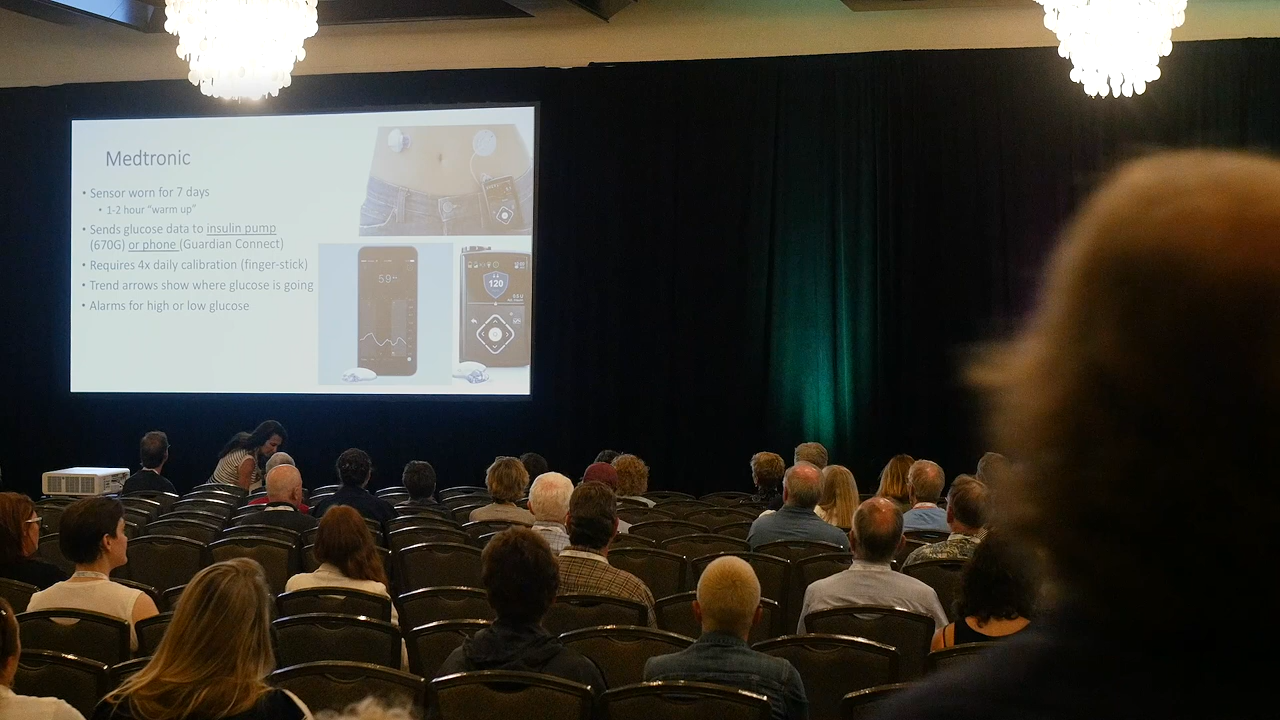 Medtronic
• Sensor worn for 7 days
• 1-2 hour “warm up”
• Sends glucose data to insulin pump
(670G) or phone (Guardian Connect)
• Requires 4x daily calibration (finger-stick)
• Trend arrows show where glucose is going
• Alarms for high or low glucose
59
120